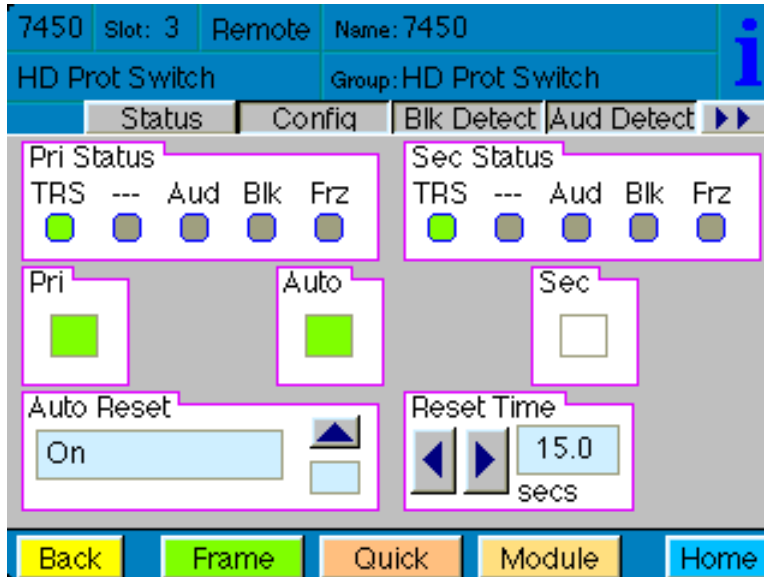 7450 Slot: 3 Remote Name: 7450
HD Prot Switch Group: HD Prot Switch
i
Status Config Blk Detect Aud Detect
Pri Status Sec Status
TRS --- Aud Blk Frz TRS --- Aud Blk Frz
Pri Auto Sec
Auto Reset Reset Time
On 15.0
secs
Back Frame Quick Module Home